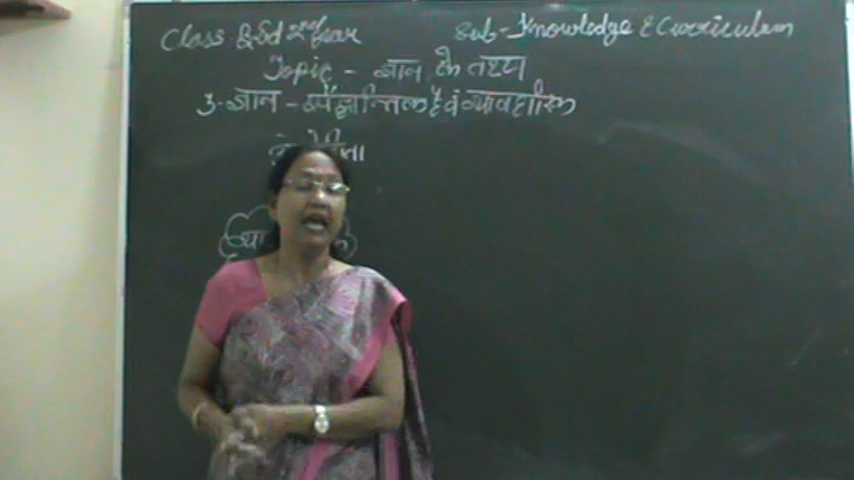 Class B.Ed 2nd Year
Sub - Knowledge & Curriculum
Topic - ज्ञान के तथ्य
3. ज्ञान - सैद्धान्तिक एवं व्यावहारिक